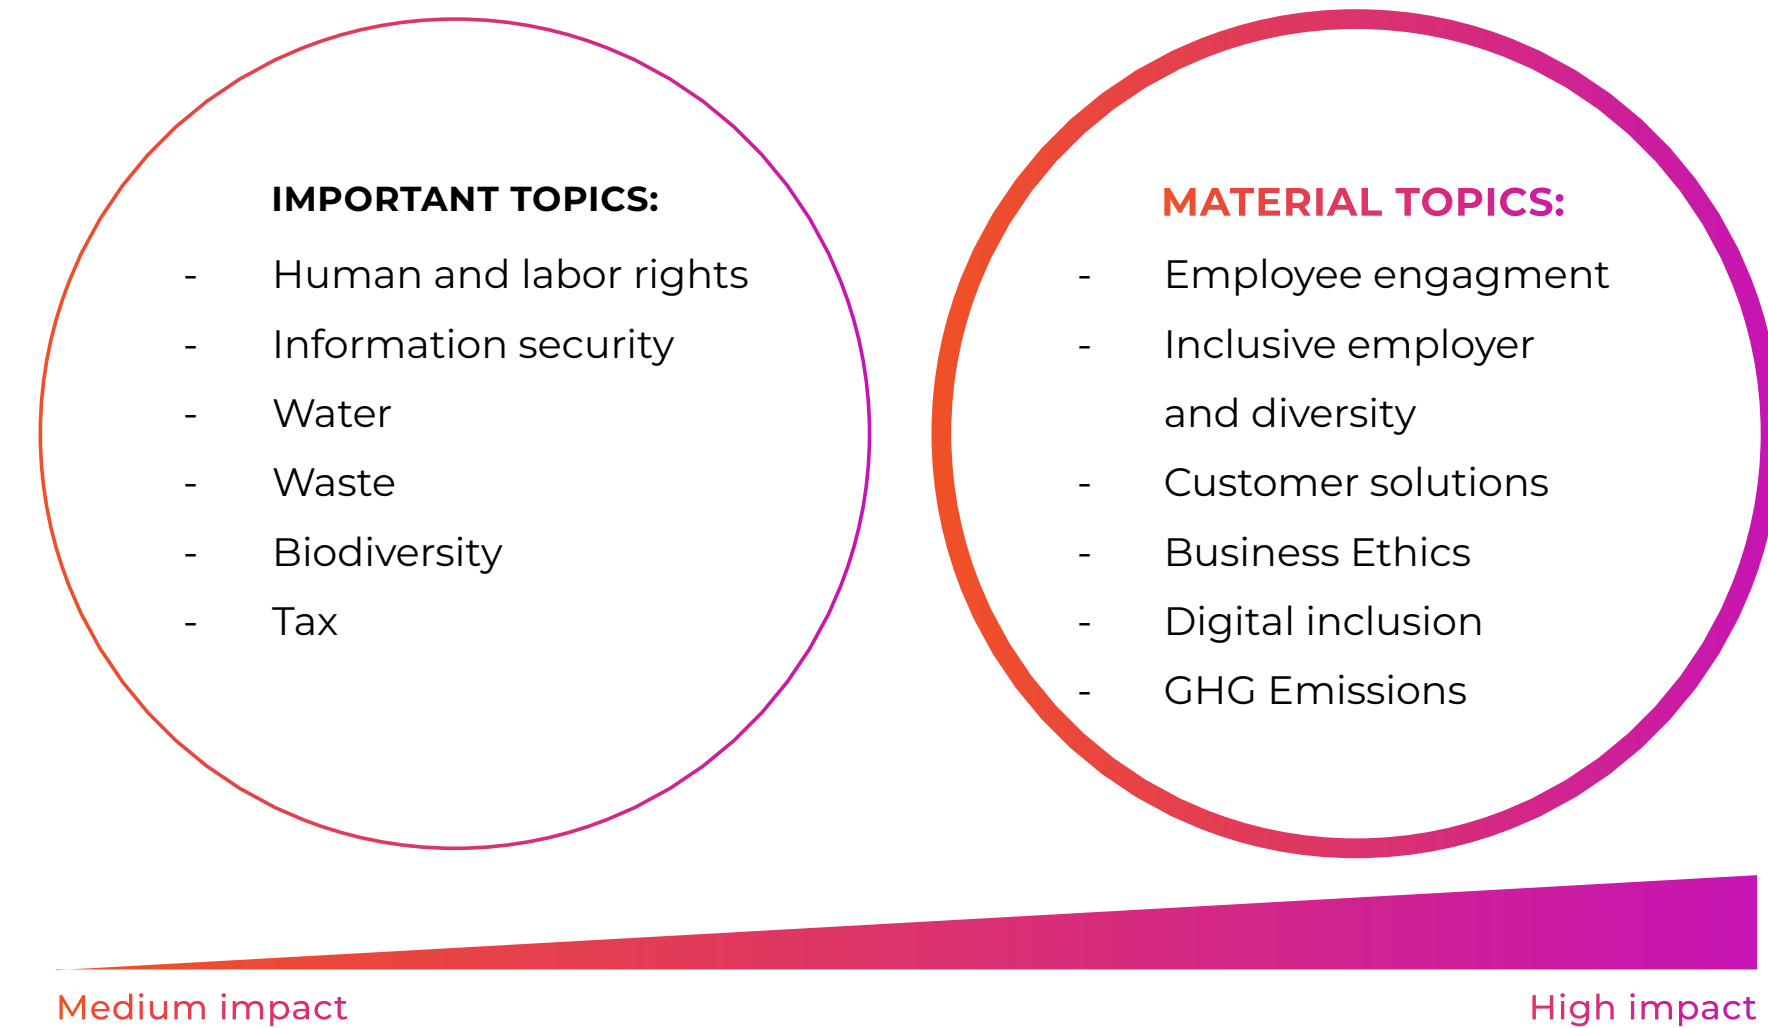 IMPORTANT TOPICS:
- Human and labor rights
- Information security
- Water
- Waste
- Biodiversity
- Tax
MATERIAL TOPICS:
- Employee engagment
- Inclusive employer
and diversity
- Customer solutions
- Business Ethics
- Digital inclusion
- GHG Emissions
Medium impact
High impact